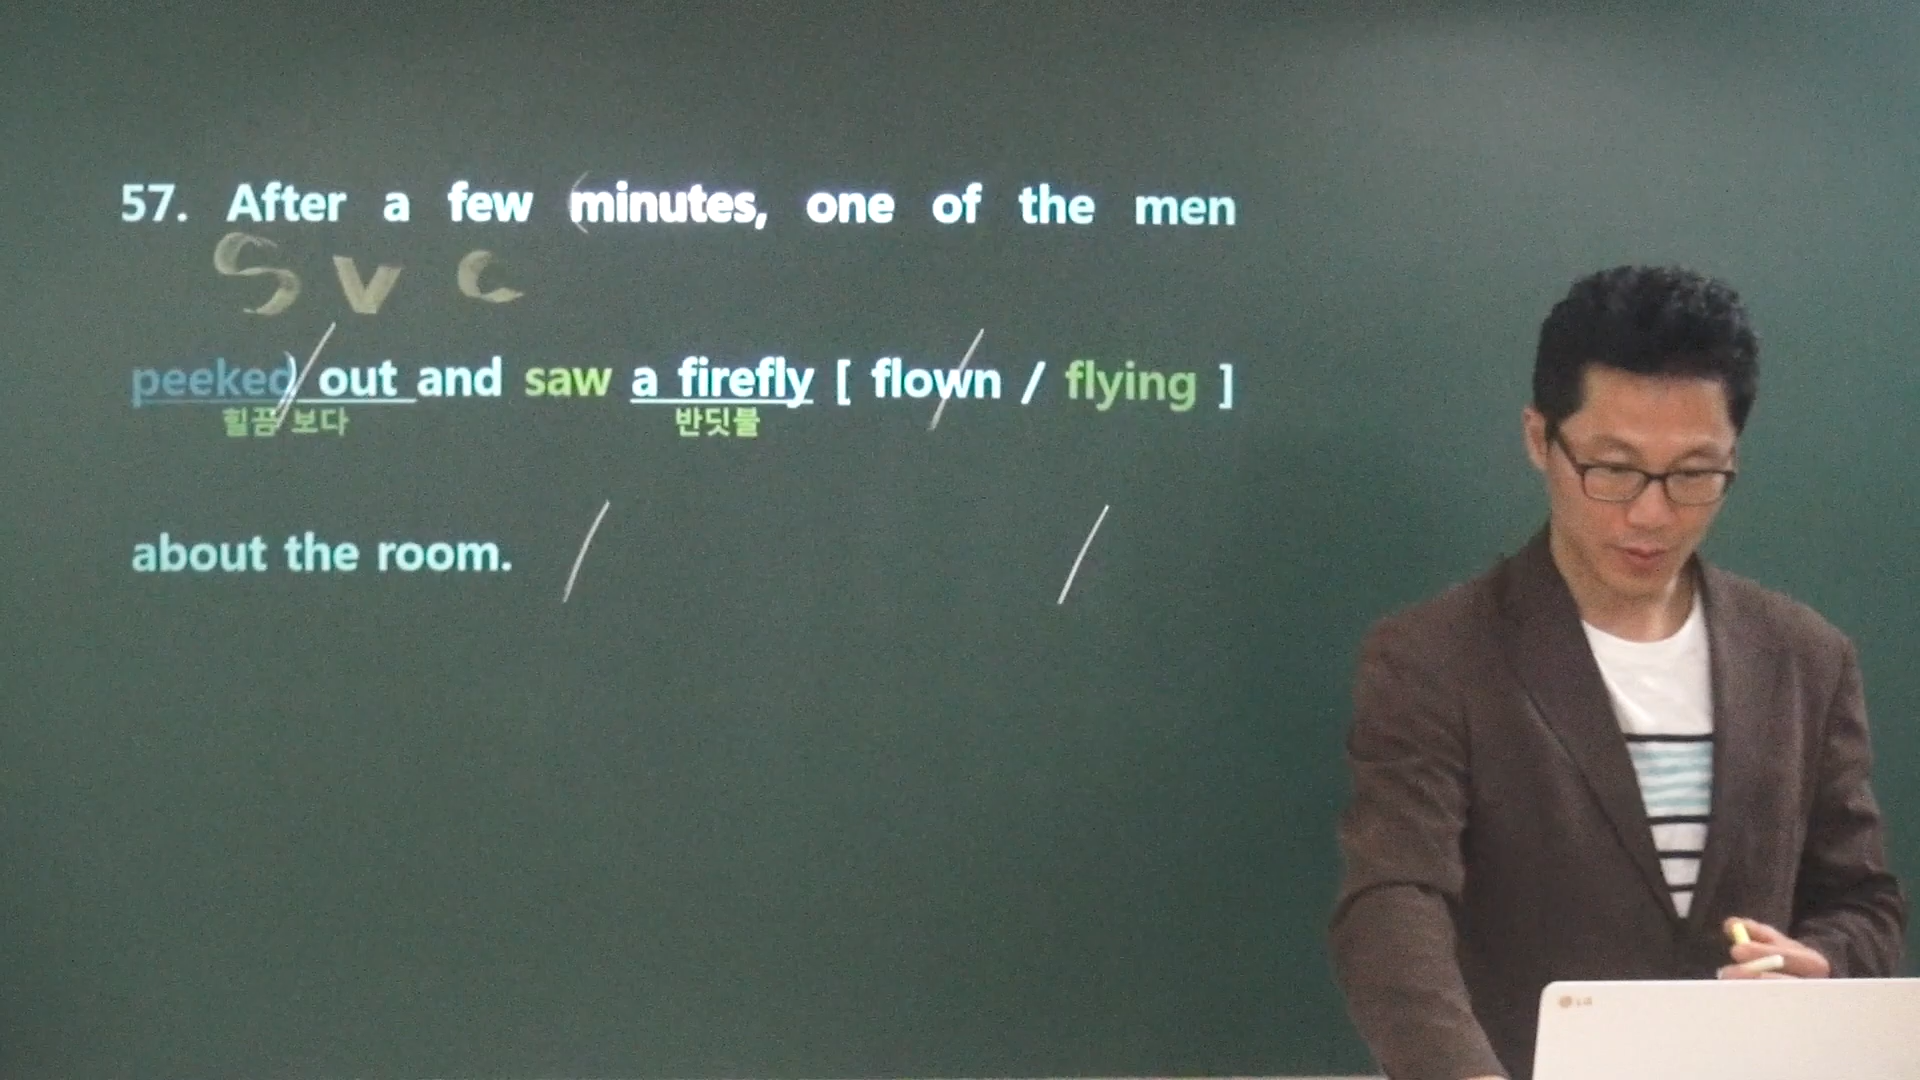 57. After a few minutes, one of the men
S V C
peeked out and saw a firefly [ flown / flying ]
힐끔 보다 반딧불
about the room.
LG